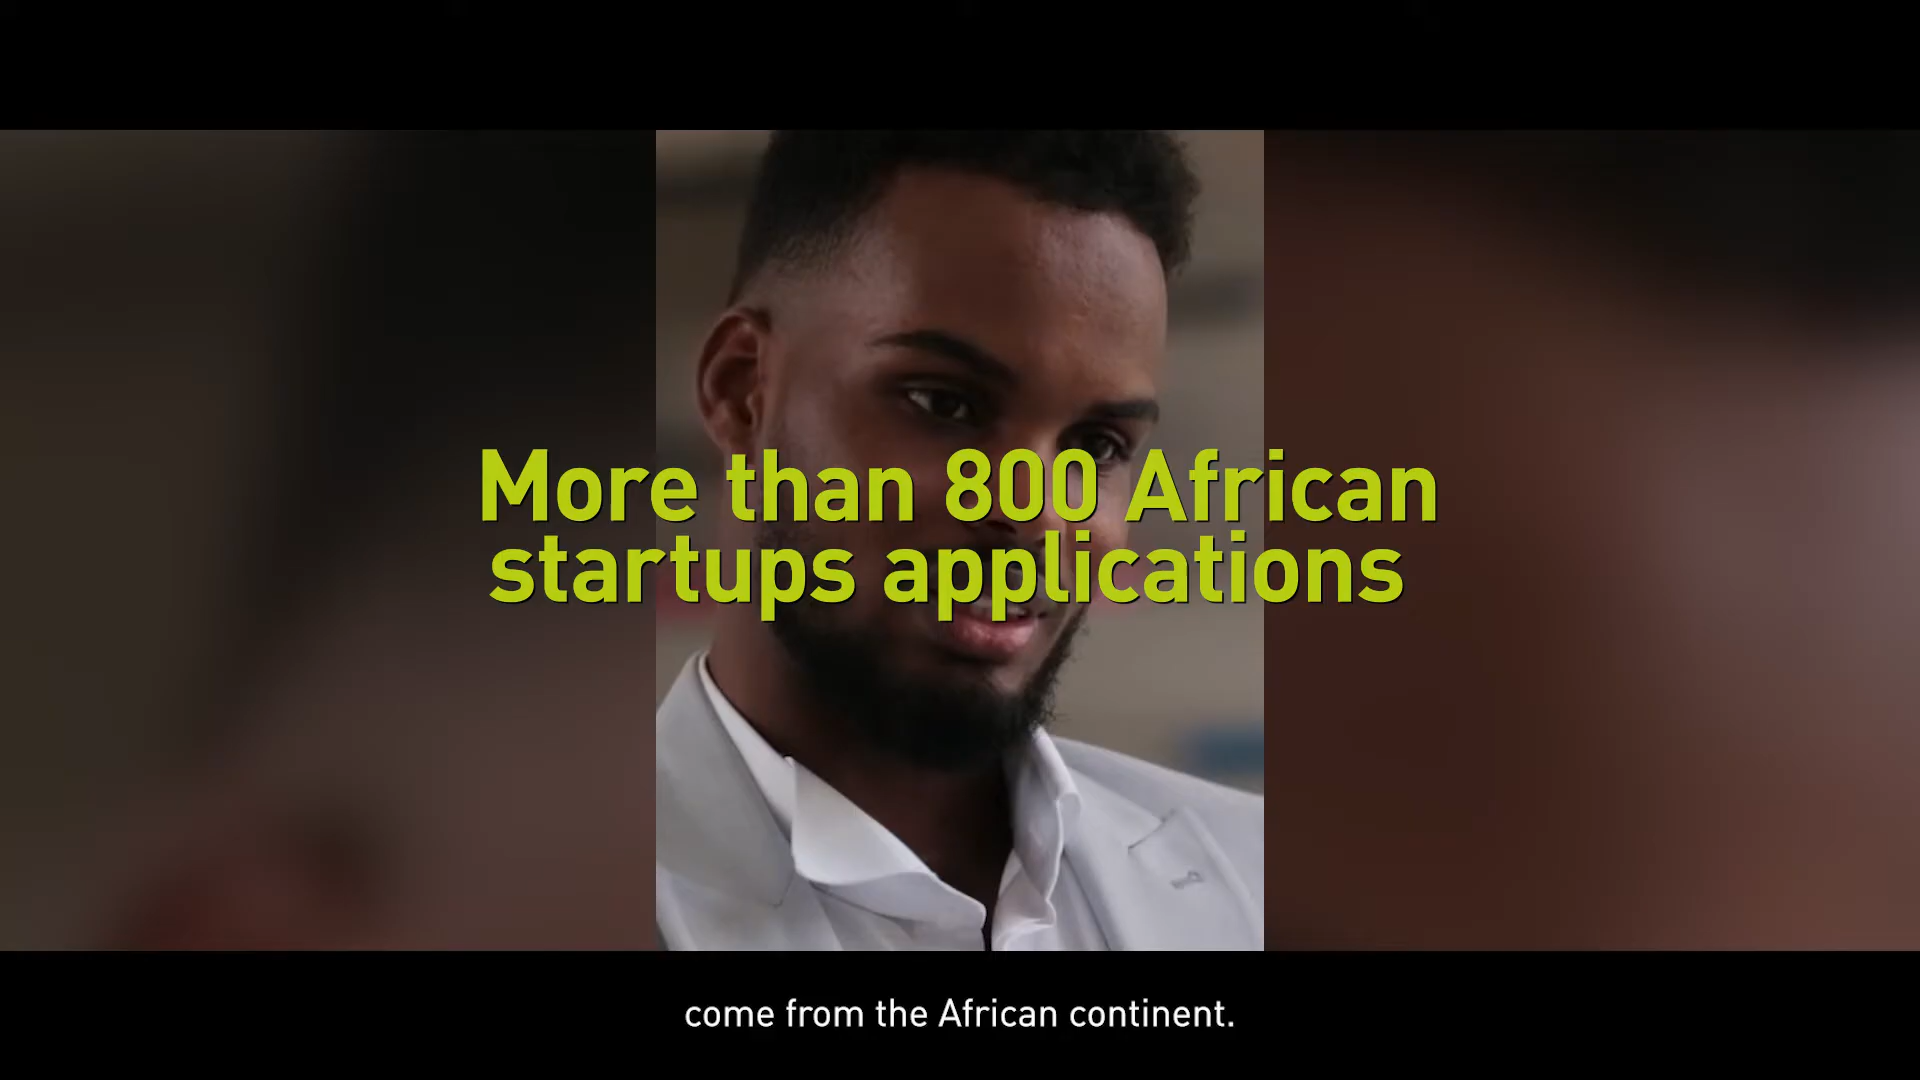 More than 800 African
startups applications
come from the African continent.